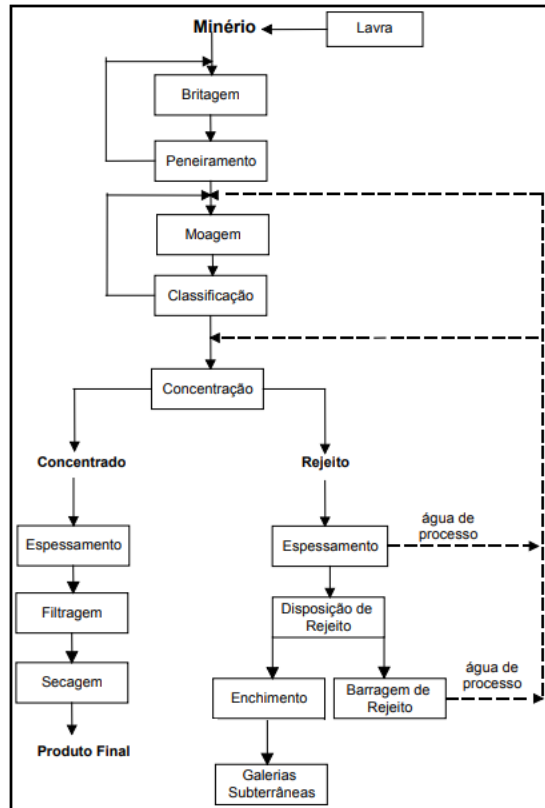 Minério
Lavra
Britagem
Peneiramento
Moagem
Classificação
Concentração
Concentrado
Rejeito
Espessamento
Espessamento
água de
processo
Filtragem
Disposição de
Rejeito
Secagem
Enchimento
Barragem de
Rejeito
água de
processo
Produto Final
Galerias
Subterrâneas